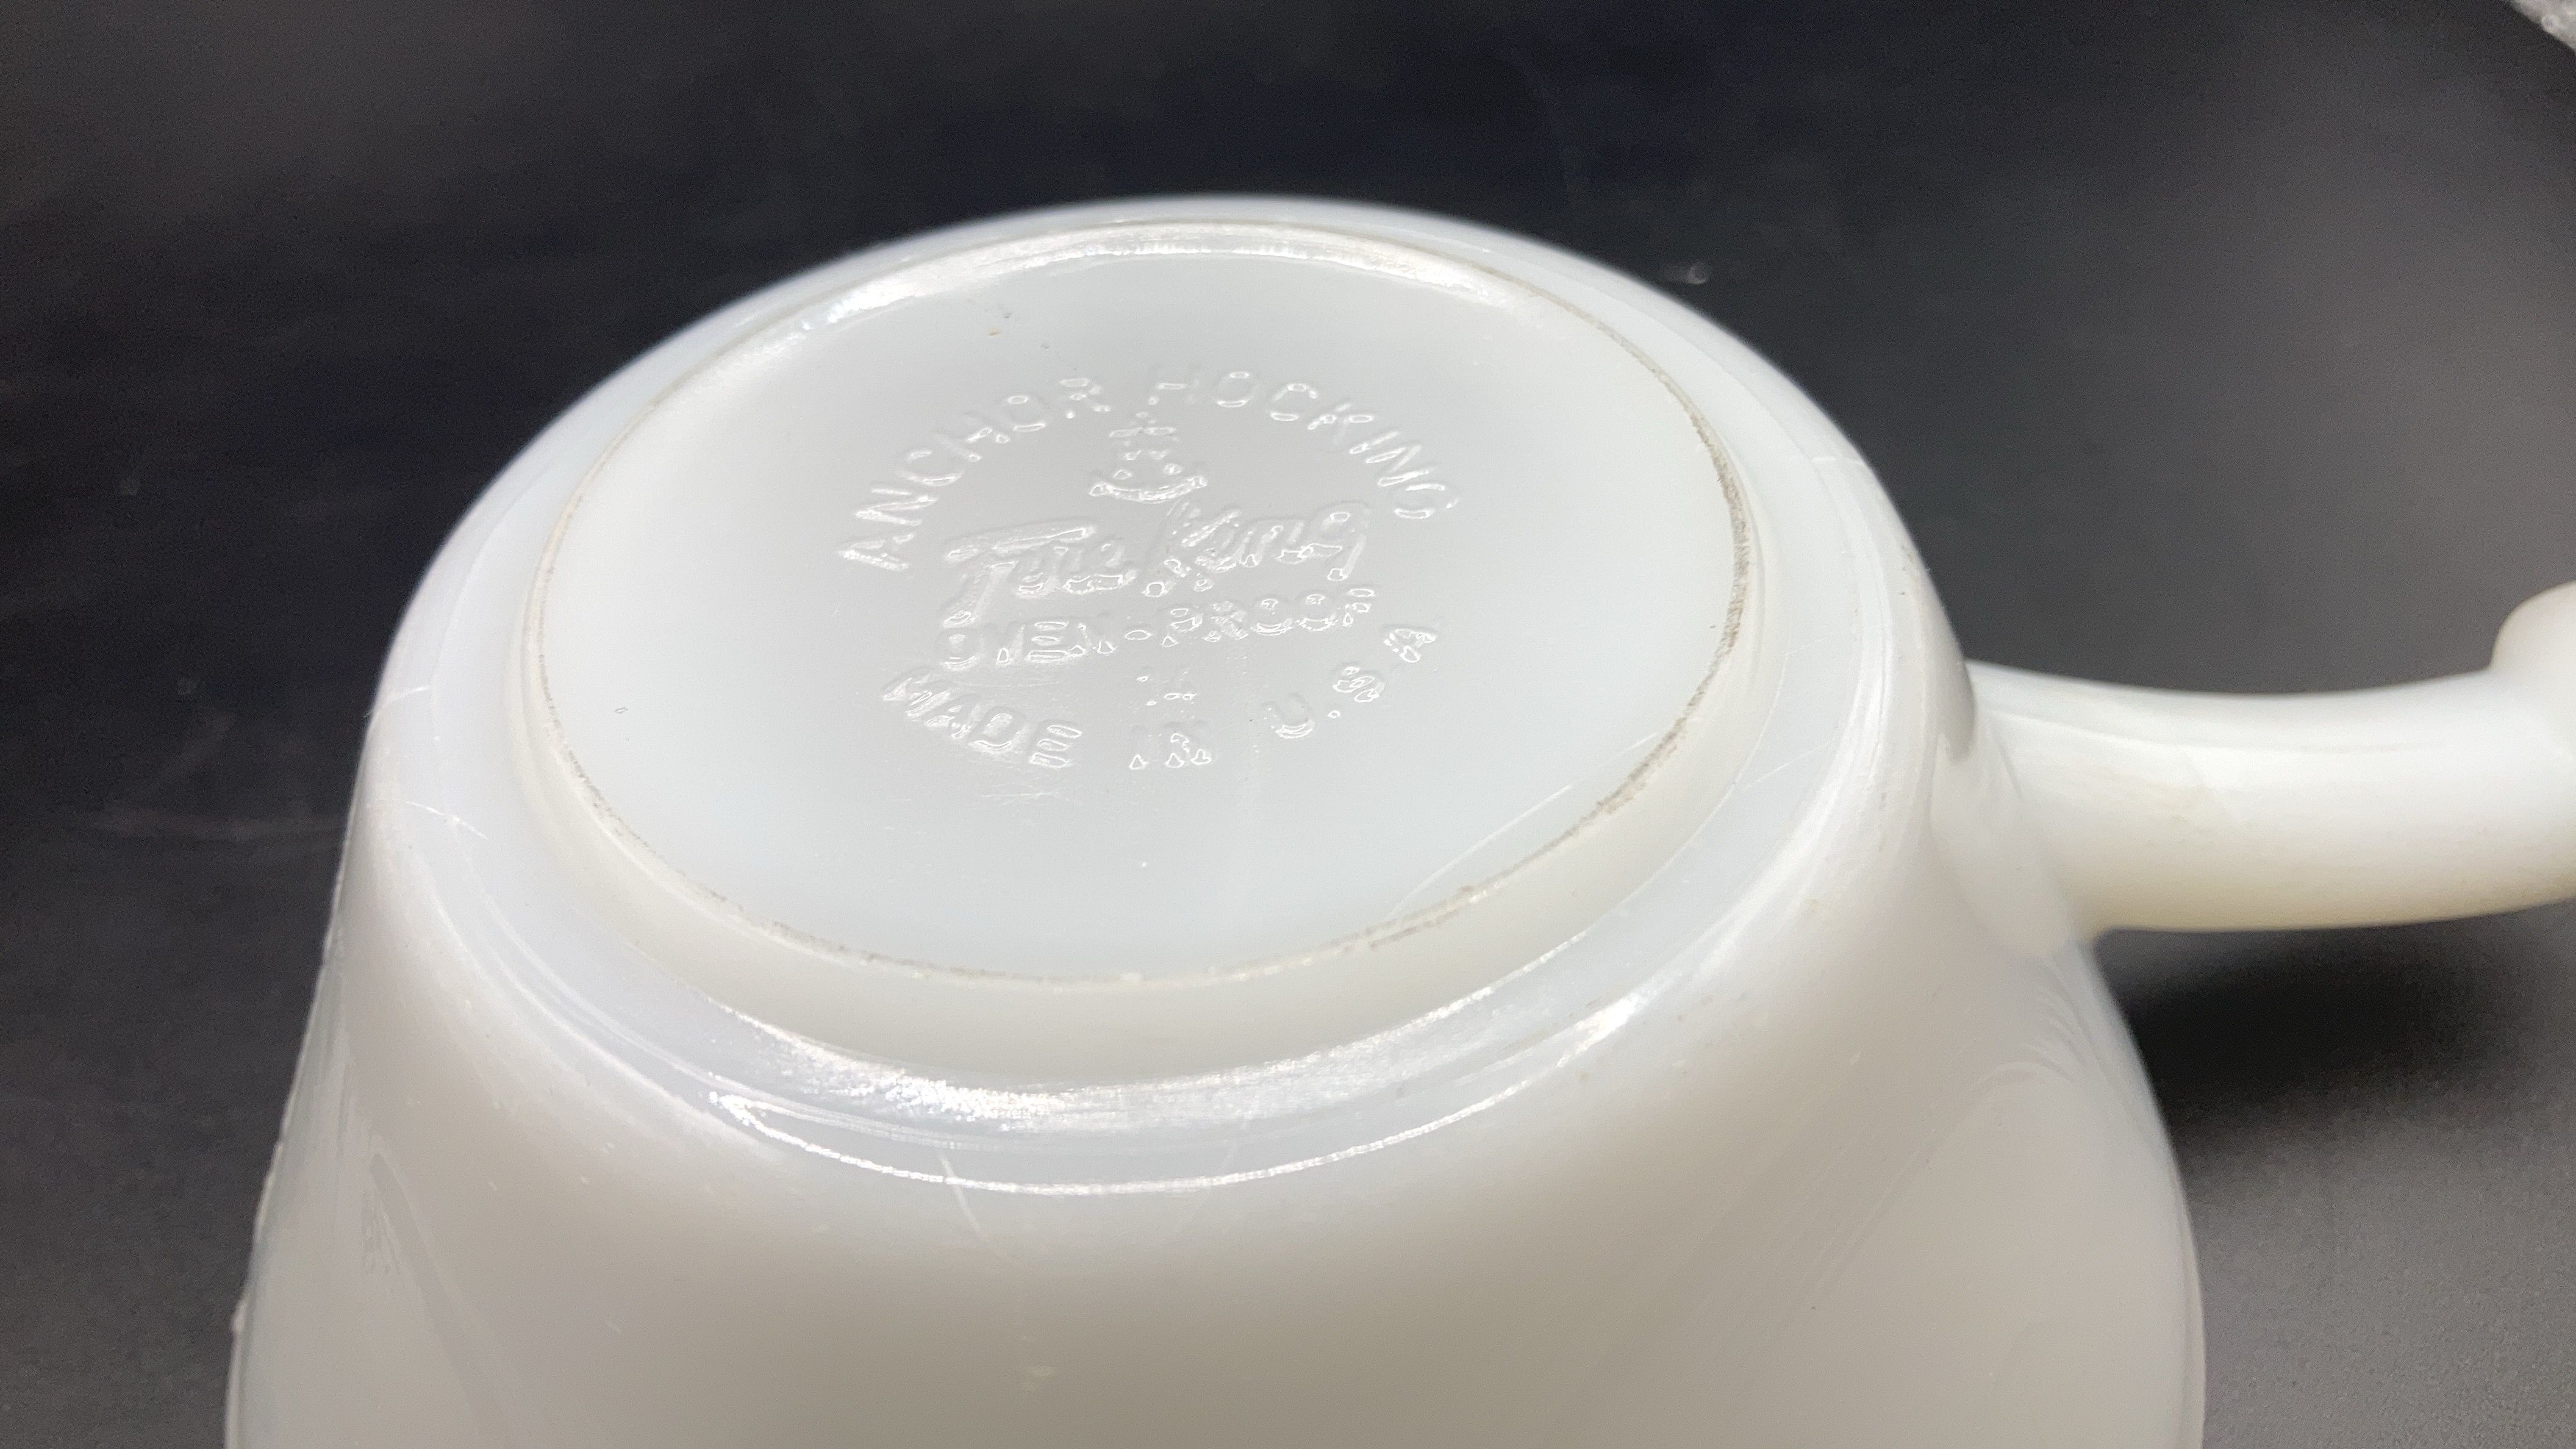 ANCHOR HOCKING
Fire King
OVEN-PROOF
MADE IN U.S.A